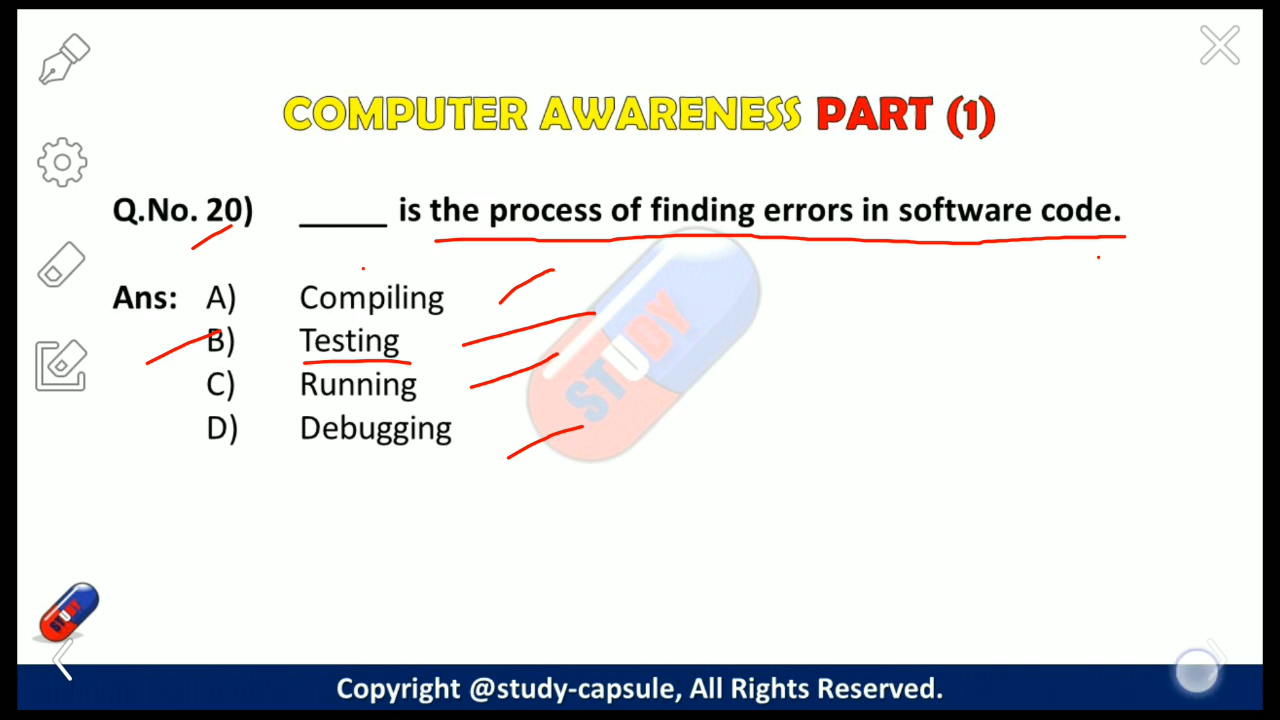 COMPUTER AWARENESS PART (1)
Q.No. 20) _____ is the process of finding errors in software code.
Ans: A) Compiling
B) Testing
C) Running
D) Debugging
STUDY
STUDY
Copyright @study-capsule, All Rights Reserved.